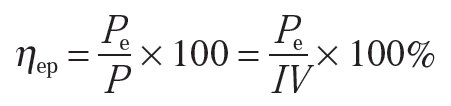 η_ep = P_e/P × 100 = P_e/IV × 100%